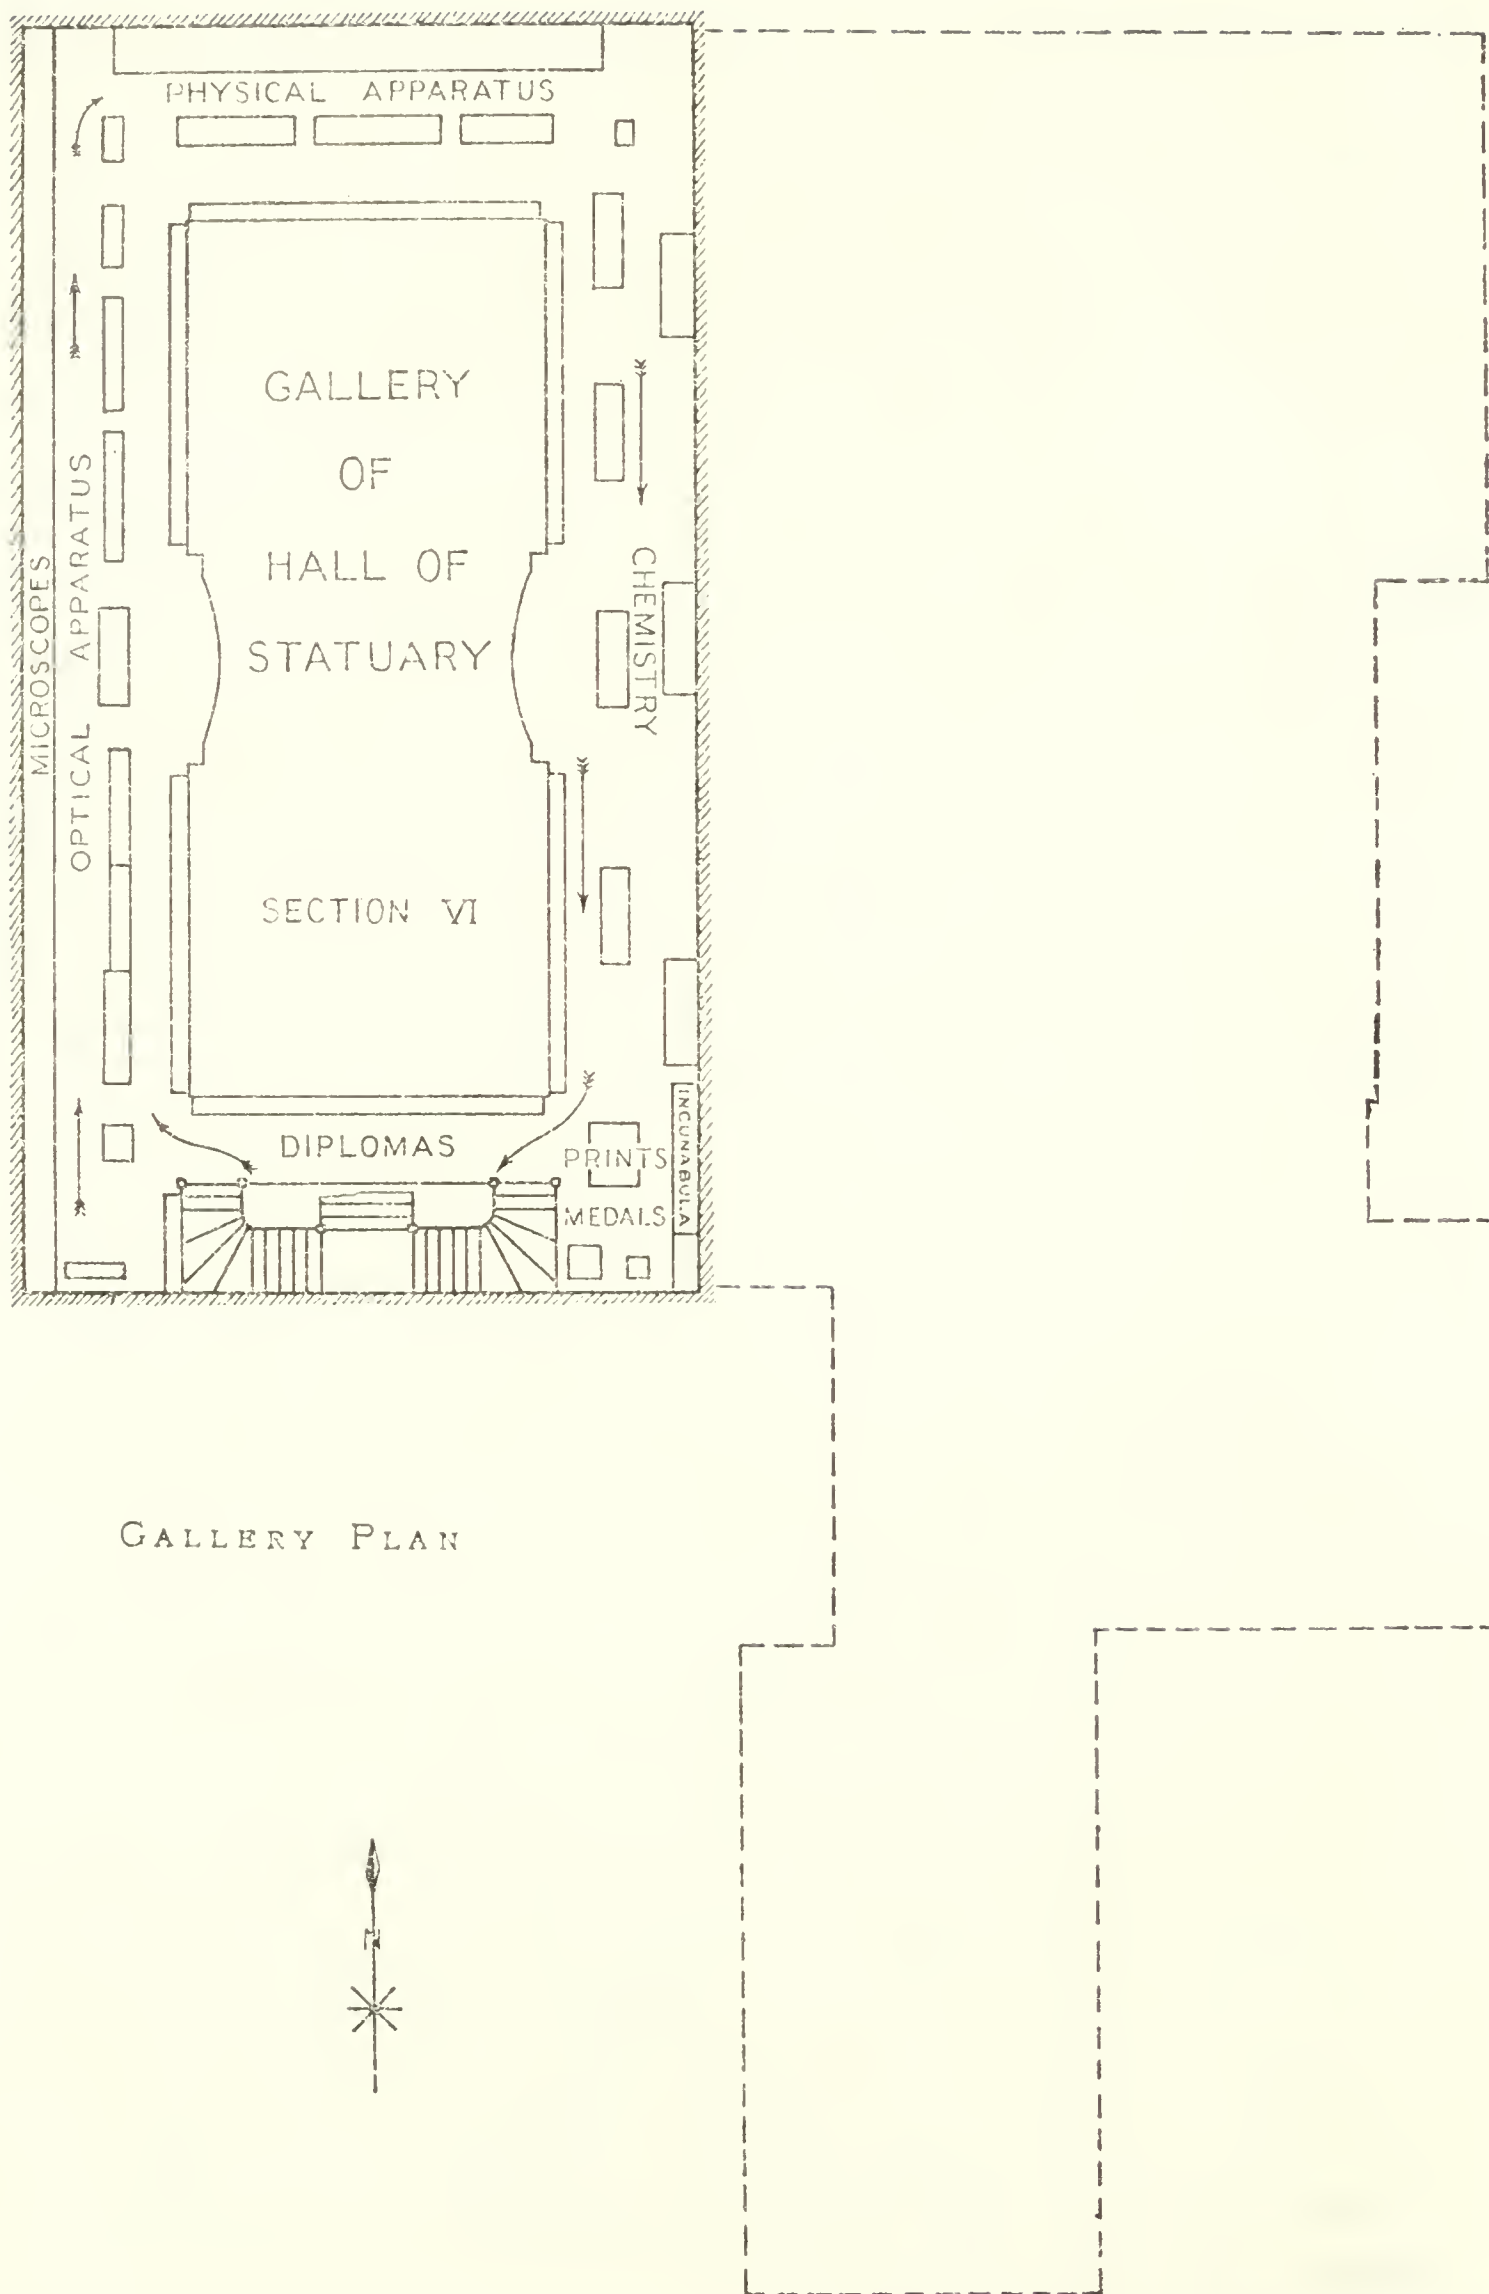 PHYSICAL APPARATUS
GALLERY
OF
HALL OF
STATUARY
SECTION VI
MICROSCOPES
OPTICAL APPARATUS
CHEMISTRY
DIPLOMAS
PRINTS
INCUNABULA
MEDALS
GALLERY PLAN
N